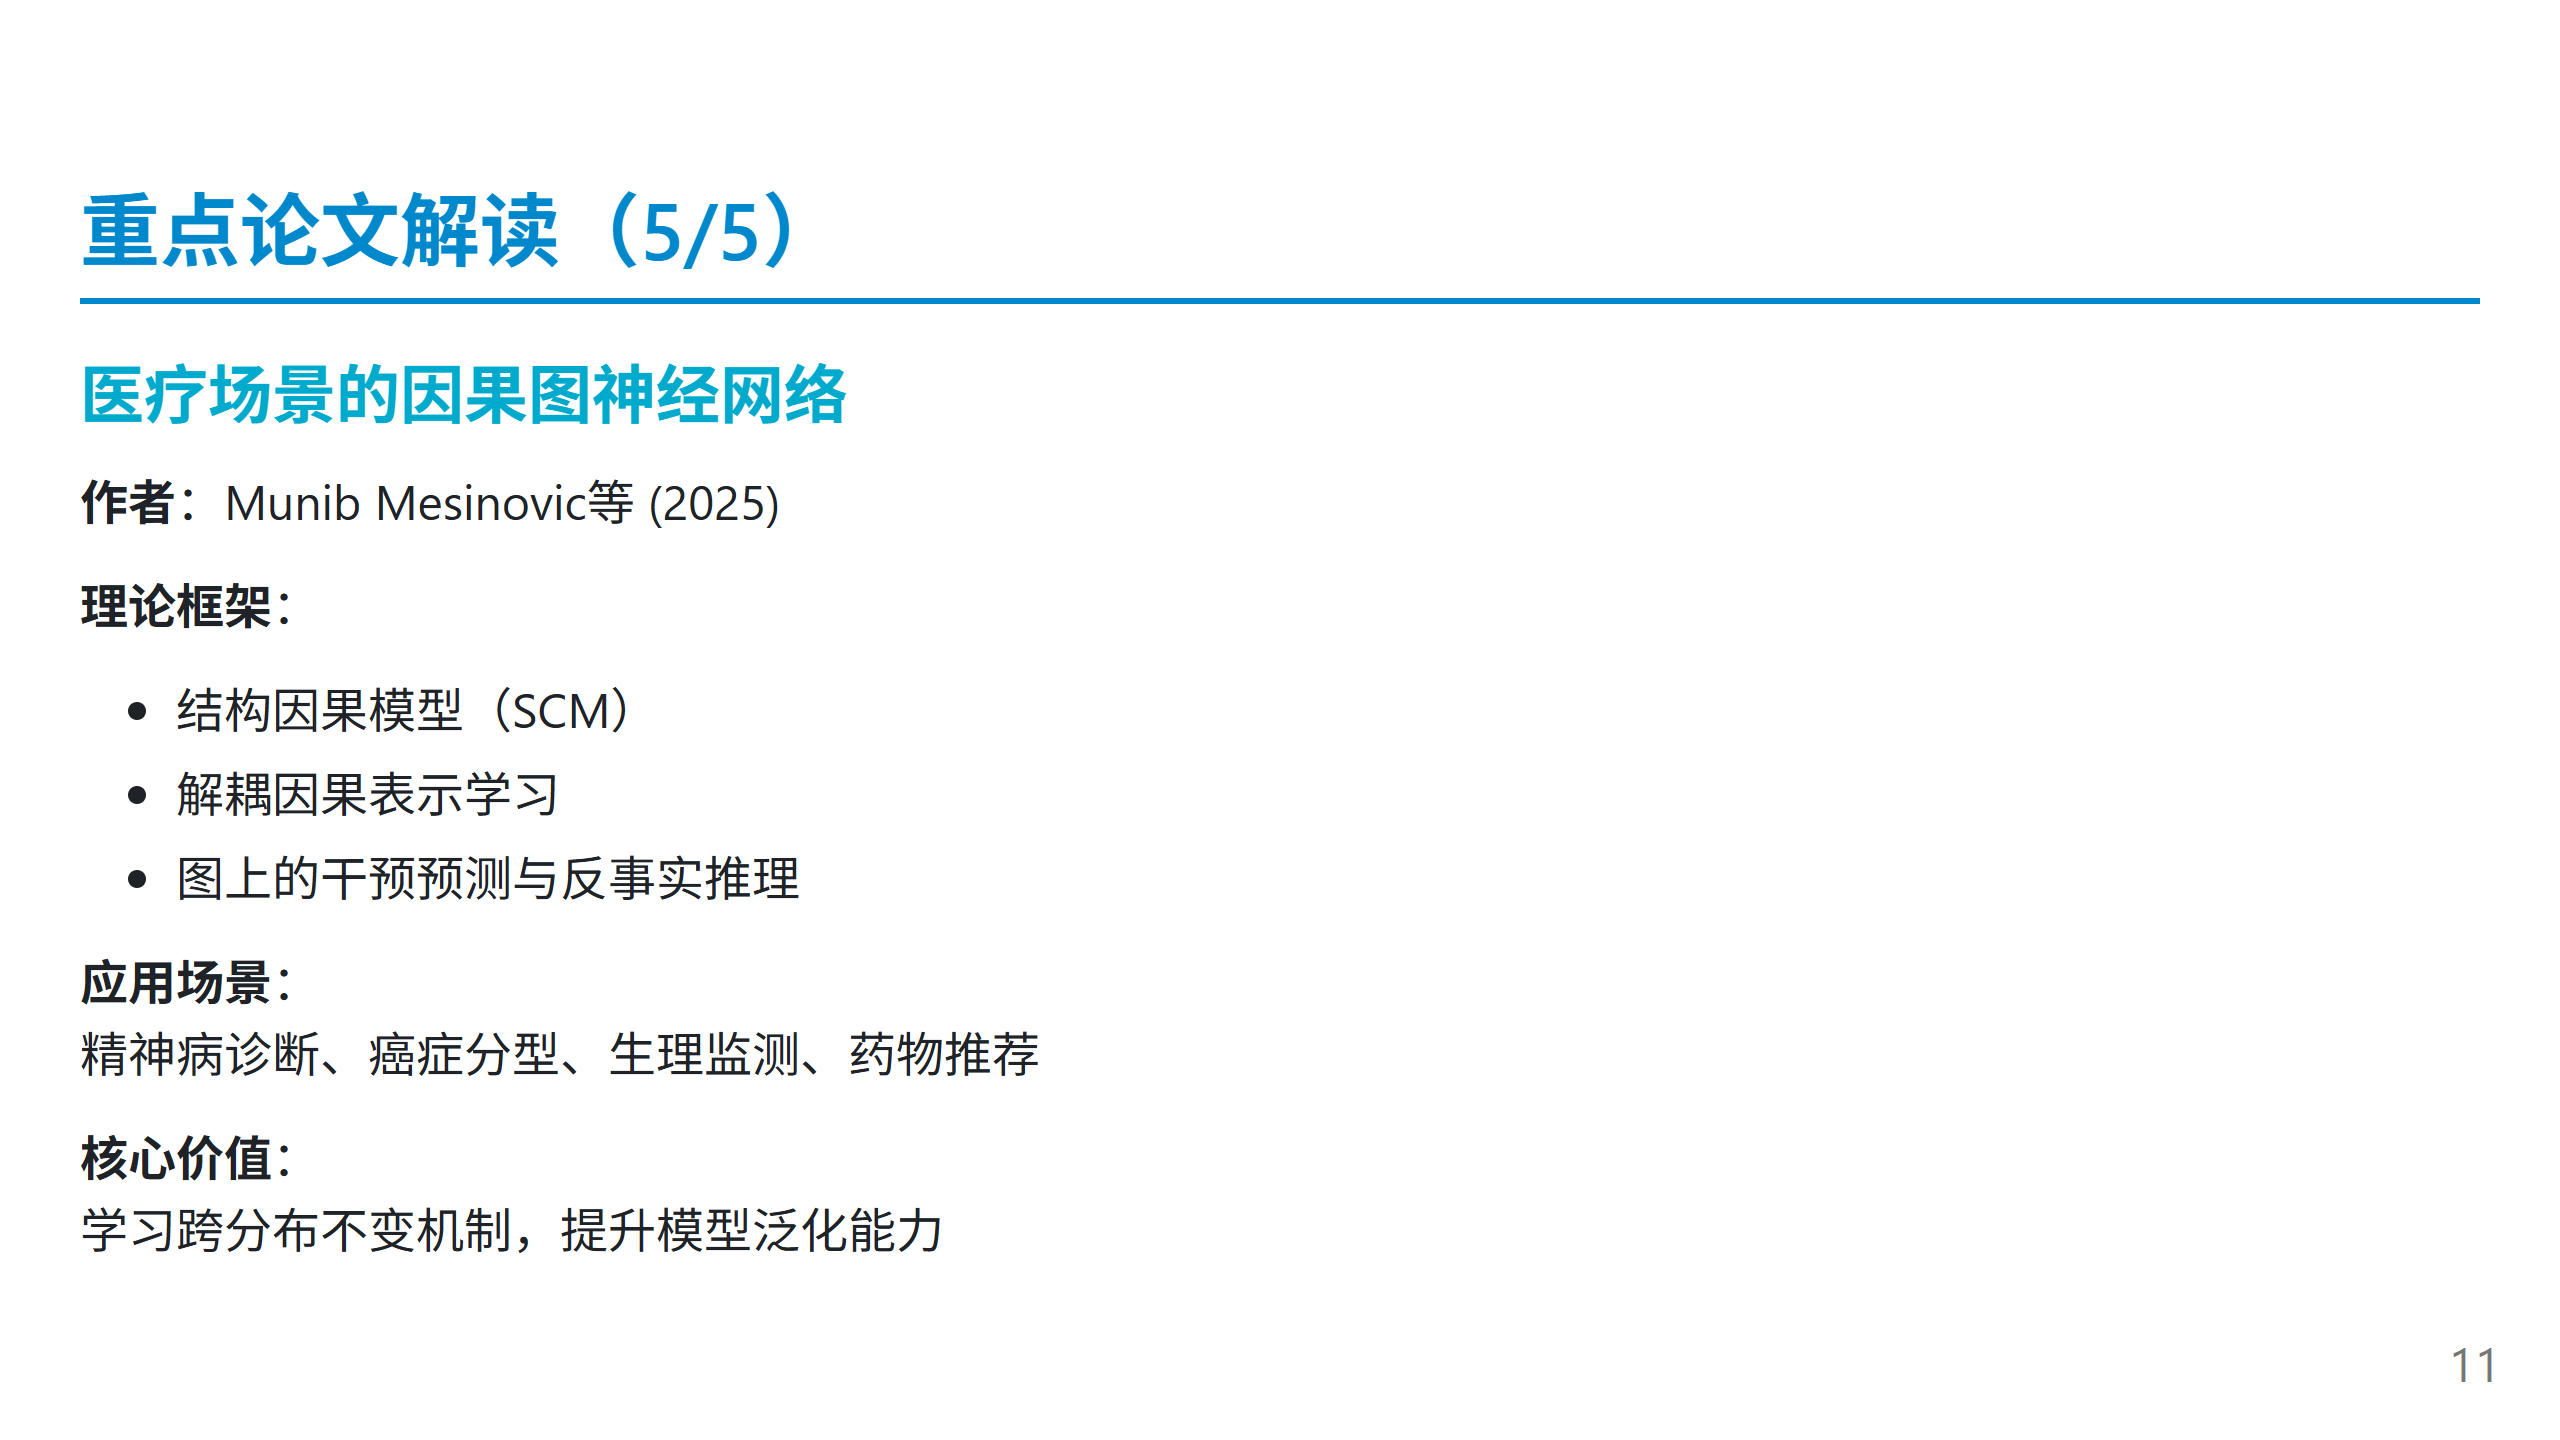 重点论文解读（5/5）
医疗场景的因果图神经网络
作者：Munib Mesinovic等 (2025)
理论框架：
• 结构因果模型（SCM）
• 解耦因果表示学习
• 图上的干预预测与反事实推理
应用场景：
精神病诊断、癌症分型、生理监测、药物推荐
核心价值：
学习跨分布不变机制，提升模型泛化能力
11